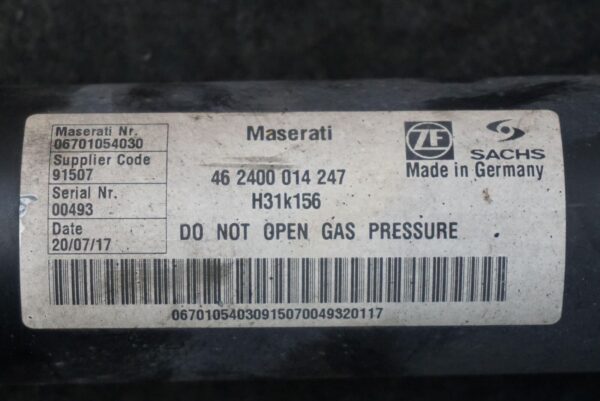 Maserati Nr.
06701054030
Supplier Code
91507
Serial Nr.
00493
Date
20/07/17
Maserati
46 2400 014 247
H31k156
DO NOT OPEN GAS PRESSURE
ZF
SACHS
Made in Germany
06701054030915070049320117